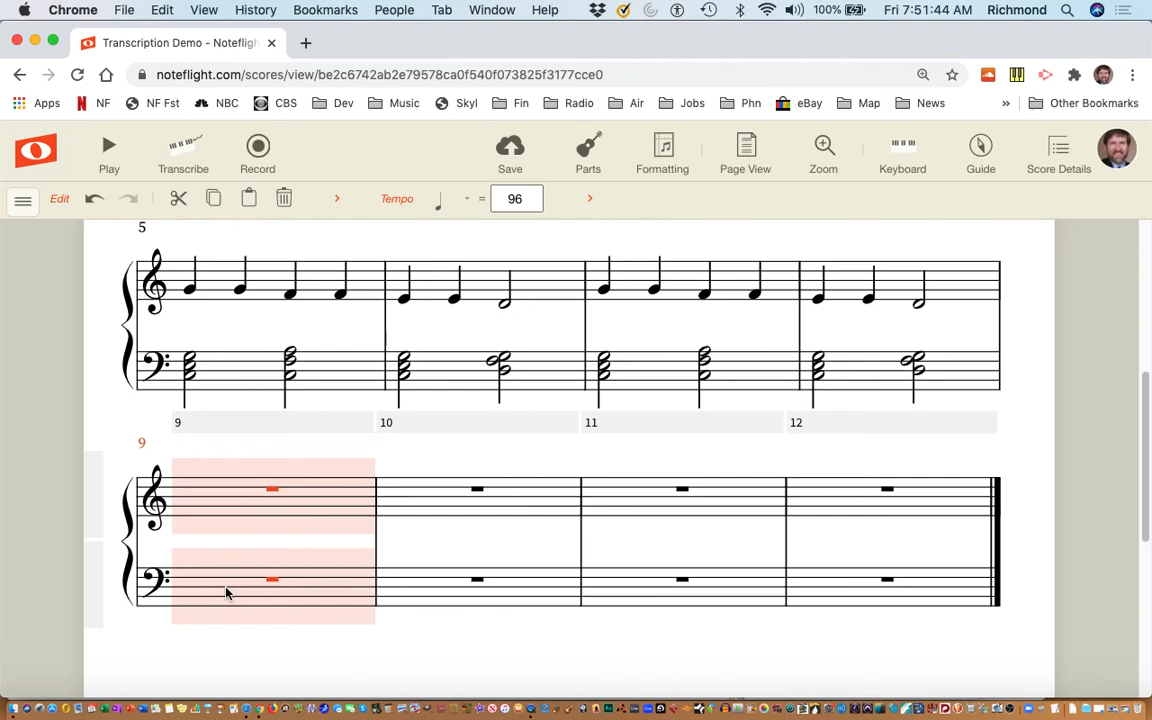 Chrome File Edit View History Bookmarks People Tab Window Help 100% Fri 7:51:44 AM Richmond
Transcription Demo - Notefligh
noteflight.com/scores/view/be2c6742ab2e79578ca0f540f073825f3177cce0
Apps NF NF Fst NBC CBS Dev Music Skyl Fin Radio Air Jobs Phn eBay Map News » Other Bookmarks
Play Transcribe Record Save Parts Formatting Page View Zoom Keyboard Guide Score Details
Edit Tempo = 96
5
9 10 11 12
9